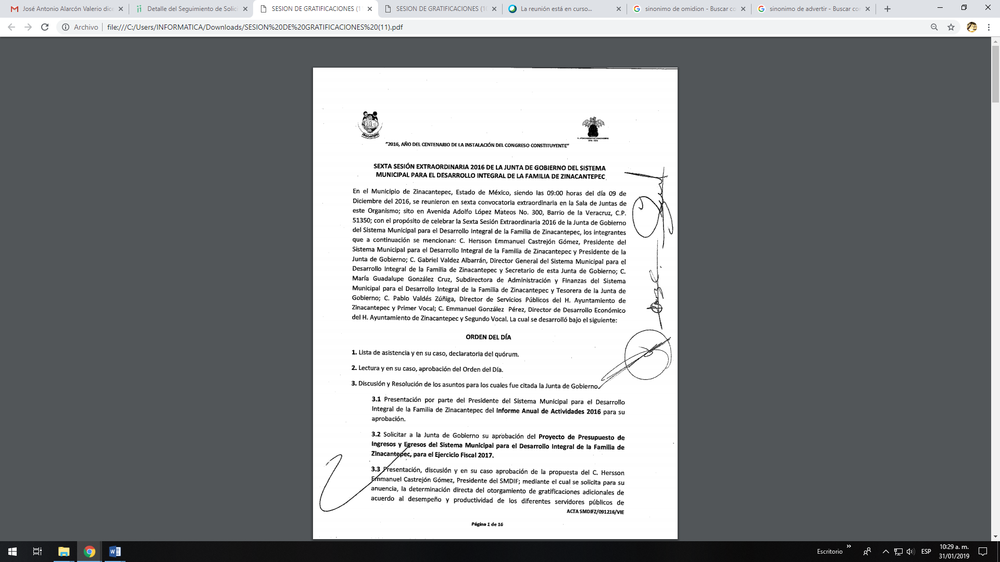 José Antonio Alarcón Valerio dice
Detalle del Seguimiento de Solici
SESION DE GRATIFICACIONES (1
SESION DE GRATIFICACIONES (10
La reunión está en curso...
sinonimo de omidion - Buscar co
sinonimo de advertir - Buscar co
Archivo
file:///C:/Users/INFORMATICA/Downloads/SESION%20DE%20GRATIFICACIONES%20(11).pdf
ZINACANTEPEC
"2016, AÑO DEL CENTENARIO DE LA INSTALACIÓN DEL CONGRESO CONSTITUYENTE"
SEXTA SESIÓN EXTRAORDINARIA 2016 DE LA JUNTA DE GOBIERNO DEL SISTEMA
MUNICIPAL PARA EL DESARROLLO INTEGRAL DE LA FAMILIA DE ZINACANTEPEC
En el Municipio de Zinacantepec, Estado de México, siendo las 09:00 horas del día 09 de
Diciembre del 2016, se reunieron en sexta convocatoria extraordinaria en la Sala de Juntas de
este Organismo; sito en Avenida Adolfo López Mateos No. 300, Barrio de la Veracruz, C.P.
51350; con el propósito de celebrar la Sexta Sesión Extraordinaria 2016 de la Junta de Gobierno
del Sistema Municipal para el Desarrollo Integral de la Familia de Zinacantepec, los integrantes
que a continuación se mencionan: C. Hersson Emmanuel Castrejón Gómez, Presidente del
Sistema Municipal para el Desarrollo Integral de la Familia de Zinacantepec y Presidente de la
Junta de Gobierno; C. Gabriel Valdez Albarrán, Director General del Sistema Municipal para el
Desarrollo Integral de la Familia de Zinacantepec y Secretario de esta Junta de Gobierno; C.
María Guadalupe González Cruz, Subdirectora de Administración y Finanzas del Sistema
Municipal para el Desarrollo Integral de la Familia de Zinacantepec y Tesorera de la Junta de
Gobierno; C. Pablo Valdés Zúñiga, Director de Servicios Públicos del H. Ayuntamiento de
Zinacantepec y Primer Vocal; C. Emmanuel González Pérez, Director de Desarrollo Económico
del H. Ayuntamiento de Zinacantepec y Segundo Vocal. La cual se desarrolló bajo el siguiente:
ORDEN DEL DÍA
1. Lista de asistencia y en su caso, declaratoria del quórum.
2. Lectura y en su caso, aprobación del Orden del Día.
3. Discusión y Resolución de los asuntos para los cuales fue citada la Junta de Gobierno.
3.1 Presentación por parte del Presidente del Sistema Municipal para el Desarrollo
Integral de la Familia de Zinacantepec del Informe Anual de Actividades 2016 para su
aprobación.
3.2 Solicitar a la Junta de Gobierno su aprobación del Proyecto de Presupuesto de
Ingresos y Egresos del Sistema Municipal para el Desarrollo Integral de la Familia de
Zinacantepec, para el Ejercicio Fiscal 2017.
3.3 Presentación, discusión y en su caso aprobación de la propuesta del C. Hersson
Emmanuel Castrejón Gómez, Presidente del SMDIF; mediante el cual se solicita para su
anuencia, la determinación directa del otorgamiento de gratificaciones adicionales de
acuerdo al desempeño y productividad de los diferentes servidores públicos de
ACTA SMDIFZ/091216/VIE
Página 1 de 16
Escritorio
ESP
10:29 a. m.
31/01/2019